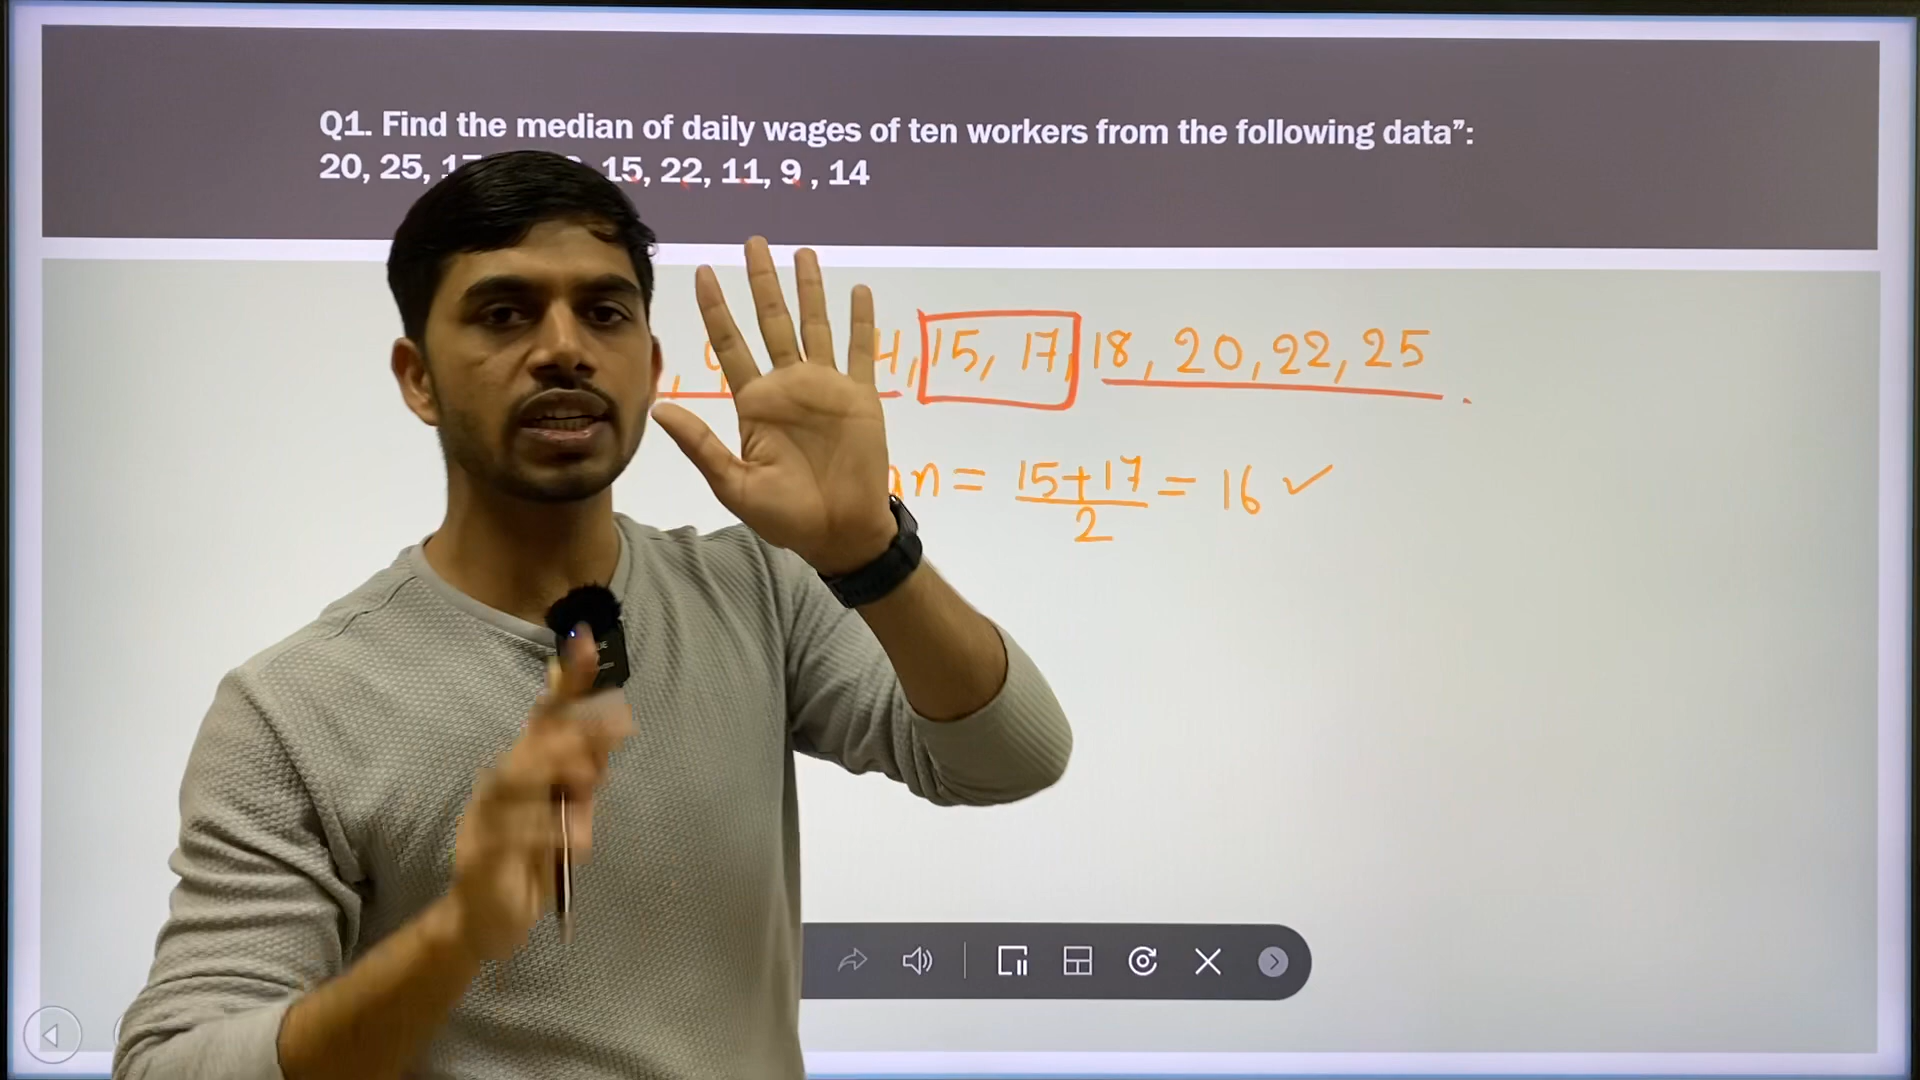 Q1. Find the median of daily wages of ten workers from the following data”:
20, 25, 15, 22, 11, 9 , 14
, 15, 17, 18, 20, 22, 25 .
= 15+17 = 16 ✓
2